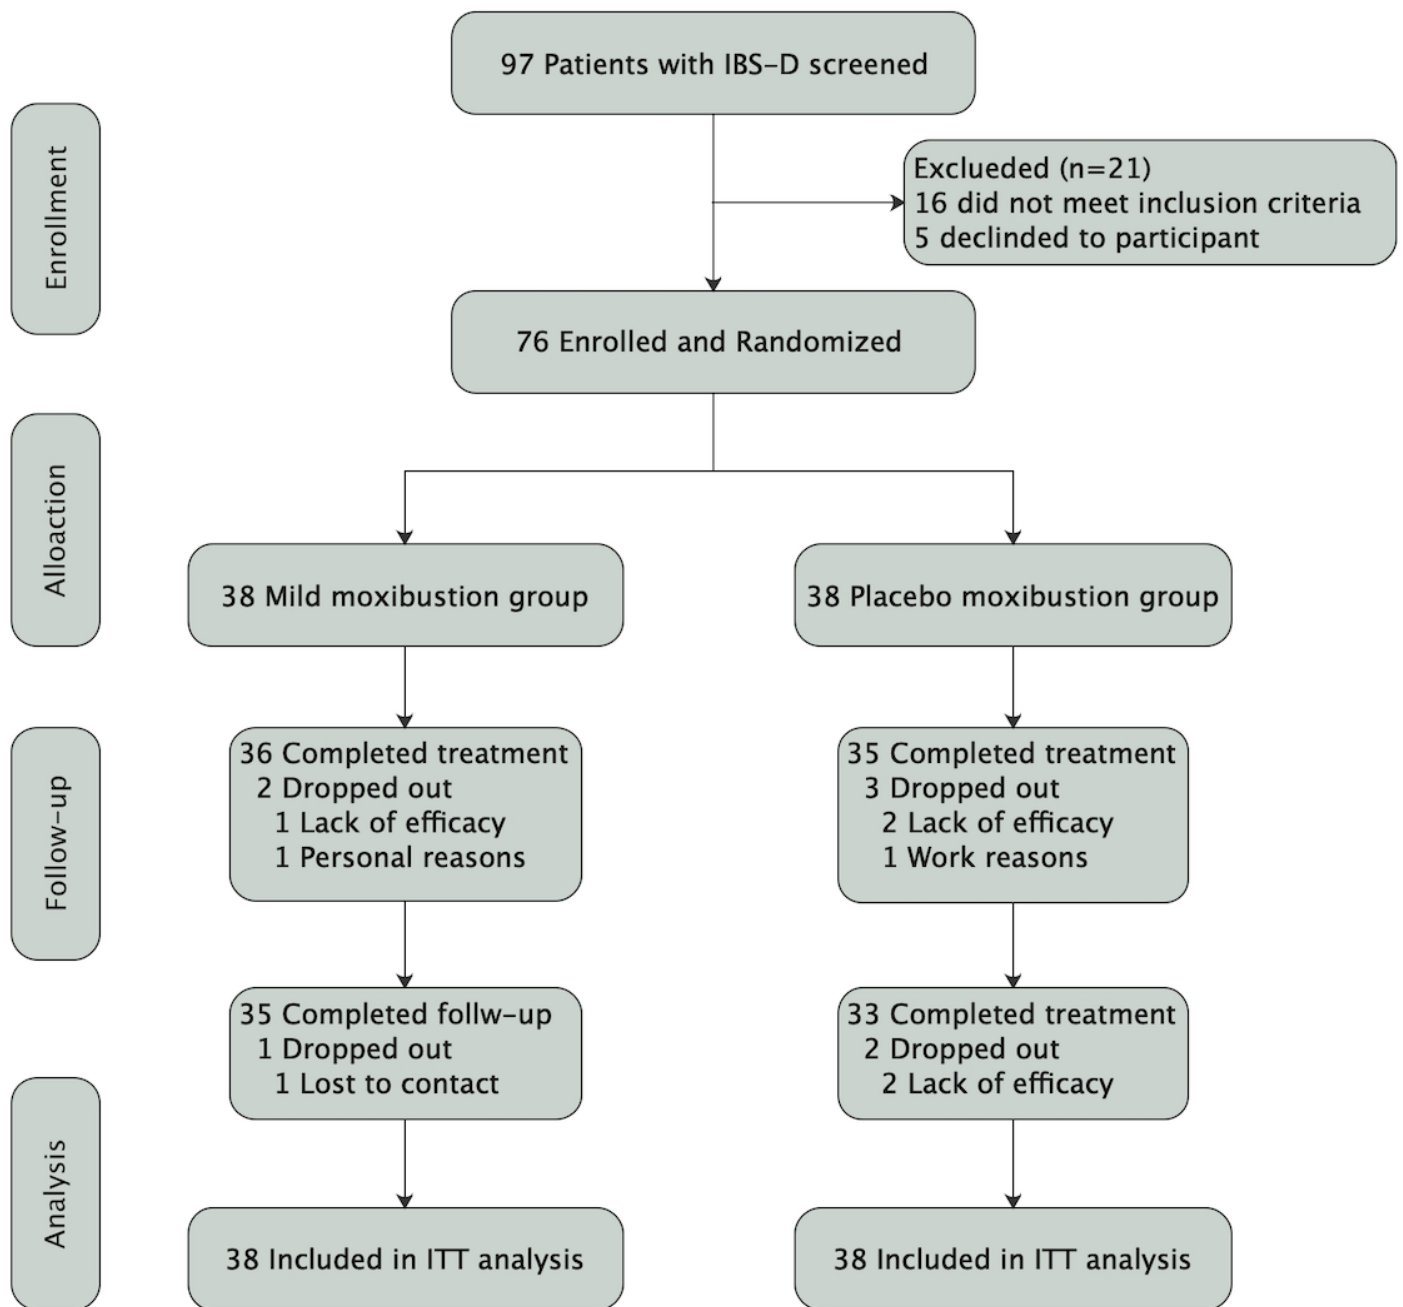 97 Patients with IBS-D screened
Enrollment
Exclueded (n=21)
16 did not meet inclusion criteria
5 declinded to participant
76 Enrolled and Randomized
Alloaction
38 Mild moxibustion group
38 Placebo moxibustion group
Follow-up
36 Completed treatment
2 Dropped out
1 Lack of efficacy
1 Personal reasons
35 Completed treatment
3 Dropped out
2 Lack of efficacy
1 Work reasons
35 Completed follw-up
1 Dropped out
1 Lost to contact
33 Completed treatment
2 Dropped out
2 Lack of efficacy
Analysis
38 Included in ITT analysis
38 Included in ITT analysis